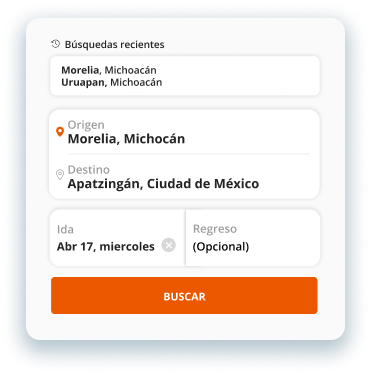 Búsquedas recientes
Morelia, Michoacán
Uruapan, Michoacán
Origen
Morelia, Michocán
Destino
Apatzingán, Ciudad de México
Ida
Abr 17, miercoles
Regreso
(Opcional)
BUSCAR